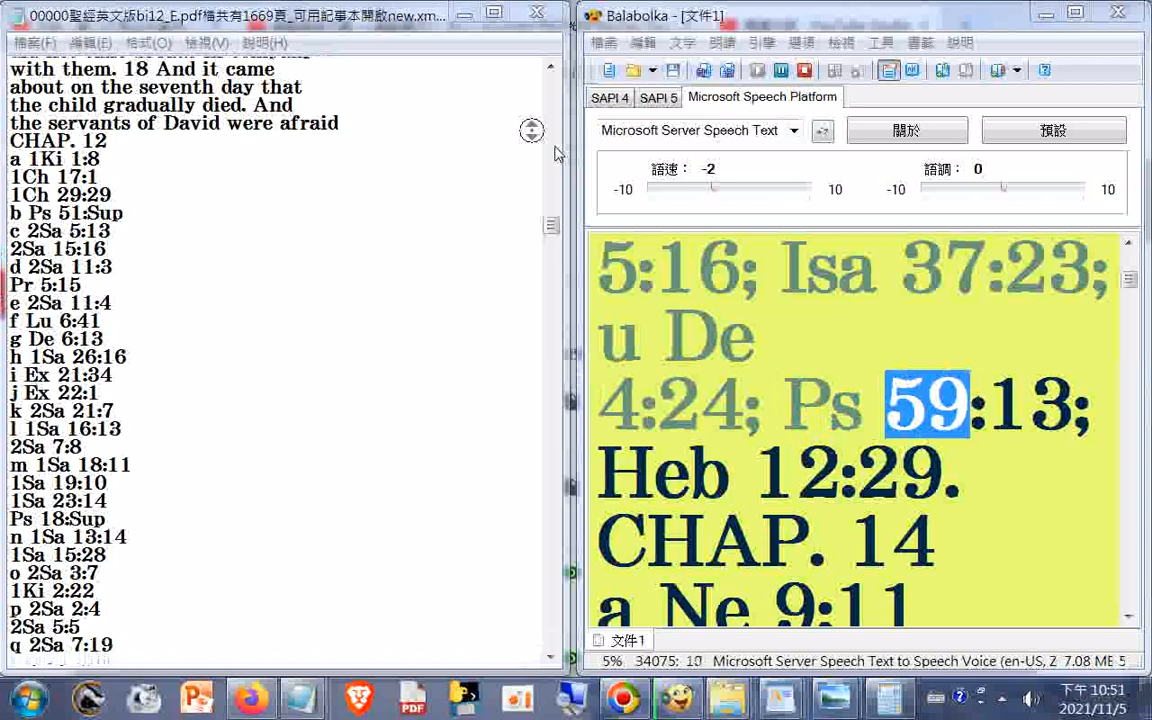 00000聖經英文版bi12_E.pdf檔共有1669頁_可用記事本開啟new.xm...
檔案(F) 編輯(E) 格式(O) 檢視(V) 說明(H)
with them. 18 And it came
about on the seventh day that
the child gradually died. And
the servants of David were afraid
CHAP. 12
a 1Ki 1:8
1Ch 17:1
1Ch 29:29
b Ps 51:Sup
c 2Sa 5:13
2Sa 15:16
d 2Sa 11:3
Pr 5:15
e 2Sa 11:4
f Lu 6:41
g De 6:13
h 1Sa 26:16
i Ex 21:34
j Ex 22:1
k 2Sa 21:7
l 1Sa 16:13
2Sa 7:8
m 1Sa 18:11
1Sa 19:10
1Sa 23:14
Ps 18:Sup
n 1Sa 13:14
1Sa 15:28
o 2Sa 3:7
1Ki 2:22
p 2Sa 2:4
2Sa 5:5
q 2Sa 7:19
Balabolka - [文件1]
檔案 編輯 文字 朗讀 引擎 選項 檢視 工具 書籤 說明
SAPI 4 SAPI 5 Microsoft Speech Platform
Microsoft Server Speech Text +? 關於 預設
語速： -2 語調： 0
-10 10 -10 10
5:16; Isa 37:23;
u De
4:24; Ps 59:13;
Heb 12:29.
CHAP. 14
a Ne 9:11
文件1
5% 34075: 10 Microsoft Server Speech Text to Speech Voice (en-US, Z 7.08 MB 5
PDF
下午 10:51
2021/11/5